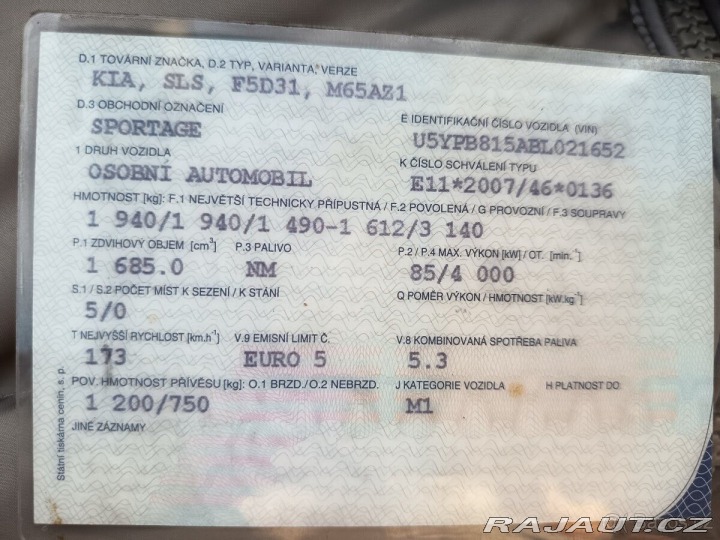 D.1 TOVÁRNÍ ZNAČKA, D.2 TYP, VARIANTA, VERZE
KIA, SLS, F5D31, M65AZ1
D.3 OBCHODNÍ OZNAČENÍ
SPORTAGE
E IDENTIFIKAČNÍ ČÍSLO VOZIDLA (VIN)
U5YPB815ABL021652
1 DRUH VOZIDLA
OSOBNÍ AUTOMOBIL
K ČÍSLO SCHVÁLENÍ TYPU
E11*2007/46*0136
HMOTNOST [kg]: F.1 NEJVĚTŠÍ TECHNICKY PŘÍPUSTNÁ / F.2 POVOLENÁ / G PROVOZNÍ / F.3 SOUPRAVY
1 940/1 940/1 490-1 612/3 140
P.1 ZDVIHOVÝ OBJEM [cm³] P.3 PALIVO P.2 / P.4 MAX. VÝKON [kW] / OT. [min.⁻¹]
1 685.0 NM 85/4 000
S.1 / S.2 POČET MÍST K SEZENÍ / K STÁNÍ Q POMĚR VÝKON / HMOTNOST [kW.kg⁻¹]
5/0
T NEJVYŠŠÍ RYCHLOST [km.h⁻¹] V.9 EMISNÍ LIMIT Č. V.8 KOMBINOVANÁ SPOTŘEBA PALIVA
173 EURO 5 5.3
POV. HMOTNOST PŘÍVĚSU [kg]: O.1 BRZD./O.2 NEBRZD. J KATEGORIE VOZIDLA H PLATNOST DO:
1 200/750 M1
JINÉ ZÁZNAMY
Státní tiskárna cenin, s. p.
RAJAUT.CZ